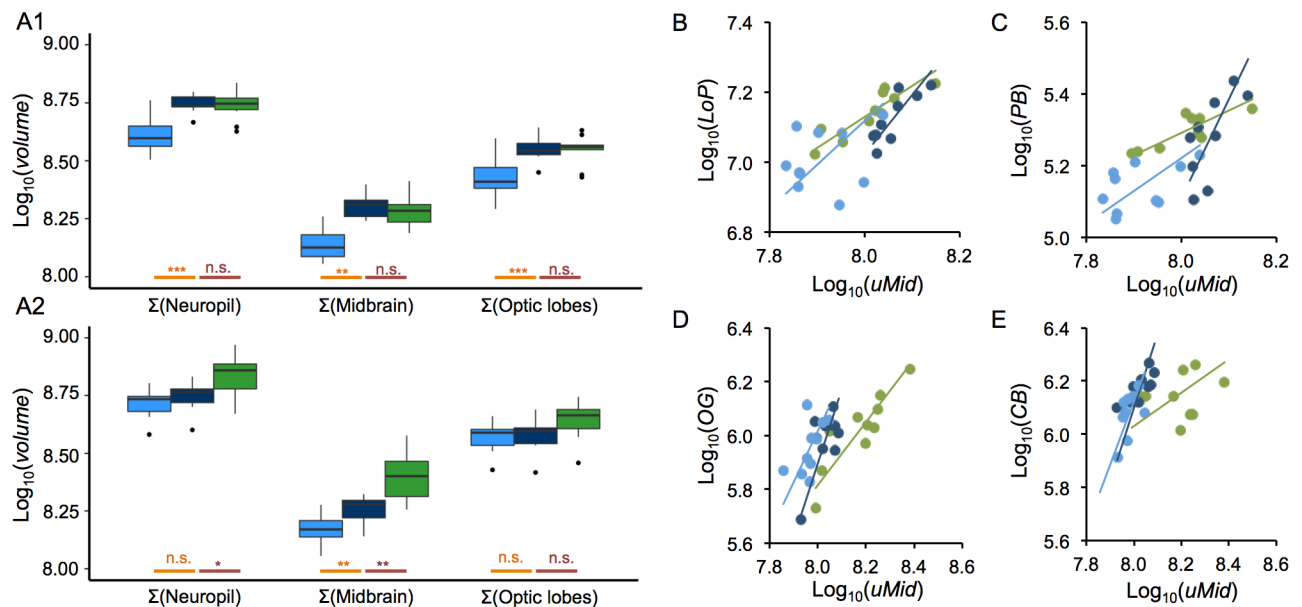 A1
Log10(volume)
9.00
8.75
8.50
8.25
8.00
*** n.s. ** n.s. *** n.s.
Σ(Neuropil) Σ(Midbrain) Σ(Optic lobes)
A2
Log10(volume)
9.00
8.75
8.50
8.25
8.00
n.s. * ** ** n.s. n.s.
Σ(Neuropil) Σ(Midbrain) Σ(Optic lobes)
B
Log10(LoP)
7.4
7.2
7.0
6.8
7.8 8.0 8.2
Log10(uMid)
C
Log10(PB)
5.6
5.4
5.2
5.0
7.8 8.0 8.2
Log10(uMid)
D
Log10(OG)
6.4
6.2
6.0
5.8
5.6
7.8 8.0 8.2 8.4 8.6
Log10(uMid)
E
Log10(CB)
6.4
6.2
6.0
5.8
5.6
7.8 8.0 8.2 8.4 8.6
Log10(uMid)